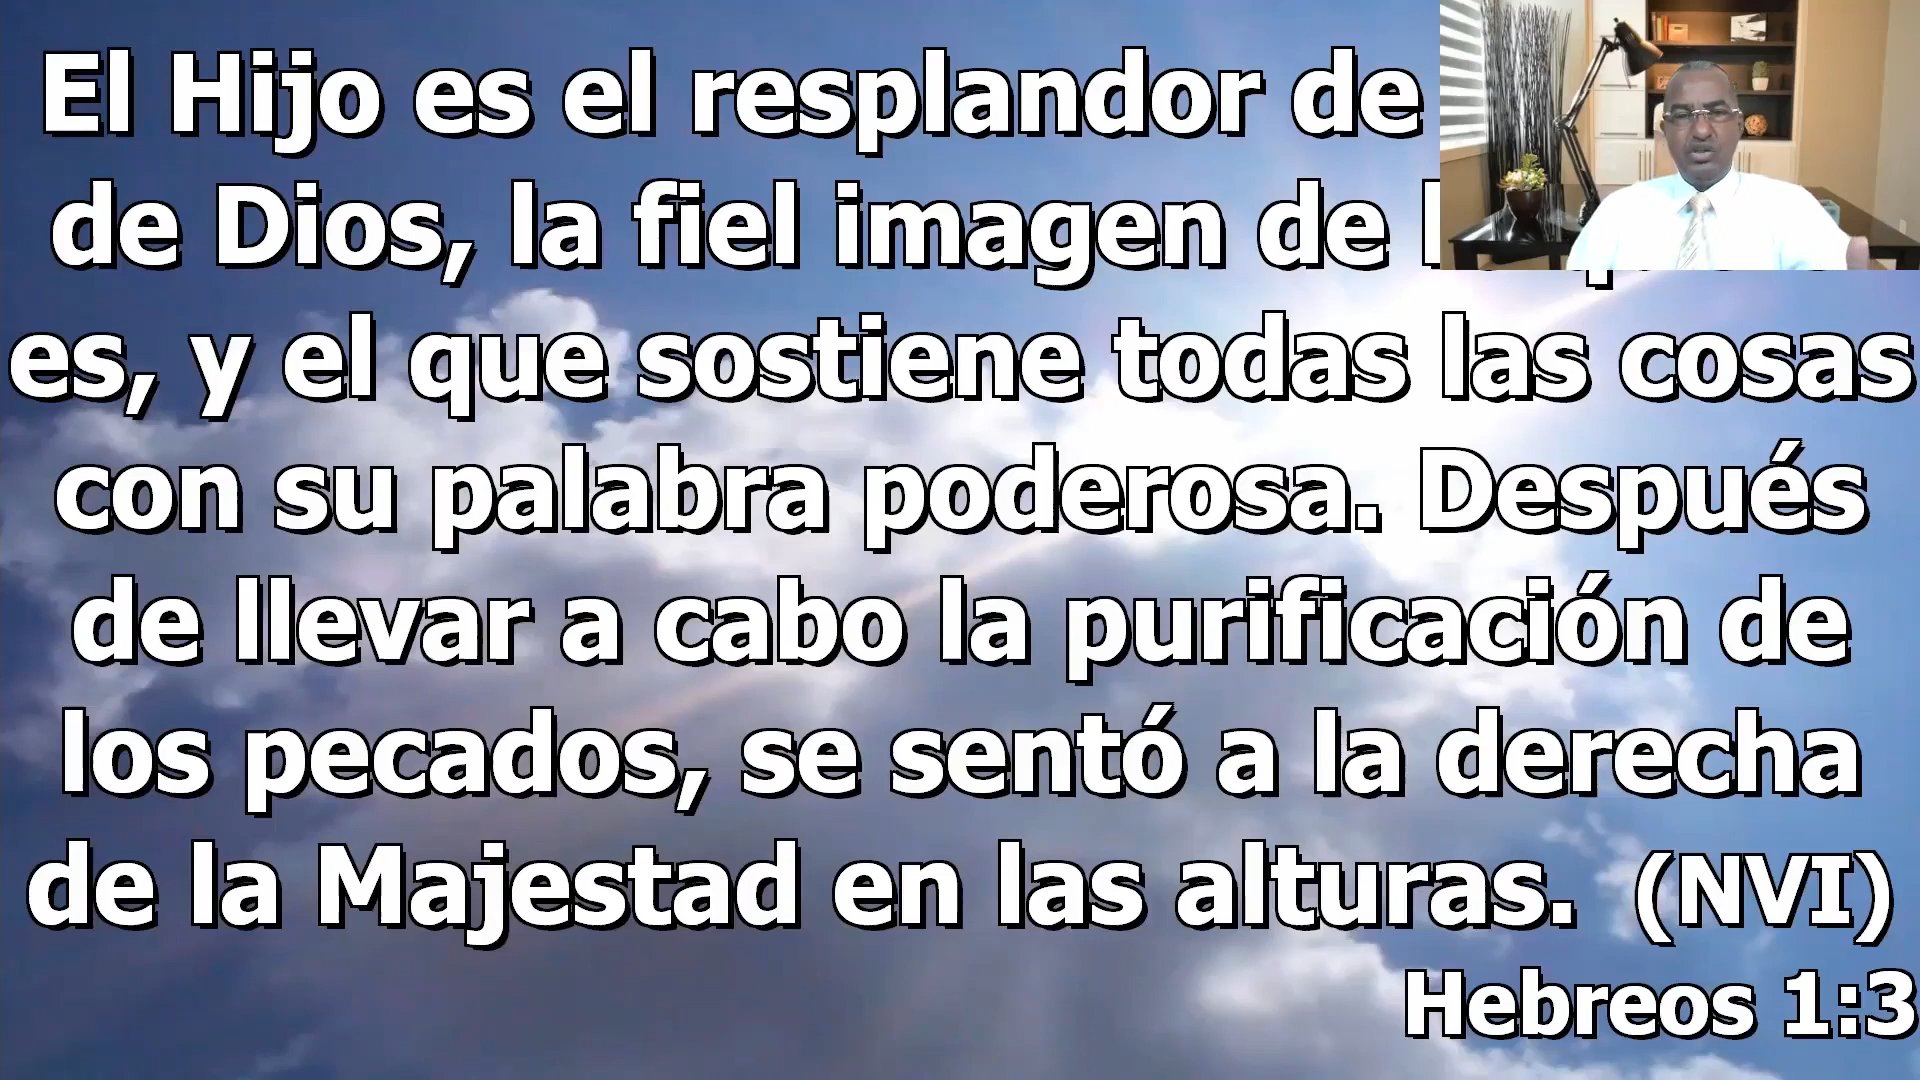 El Hijo es el resplandor de
de Dios, la fiel imagen de
es, y el que sostiene todas las cosas
con su palabra poderosa. Después
de llevar a cabo la purificación de
los pecados, se sentó a la derecha
de la Majestad en las alturas. (NVI)
Hebreos 1:3